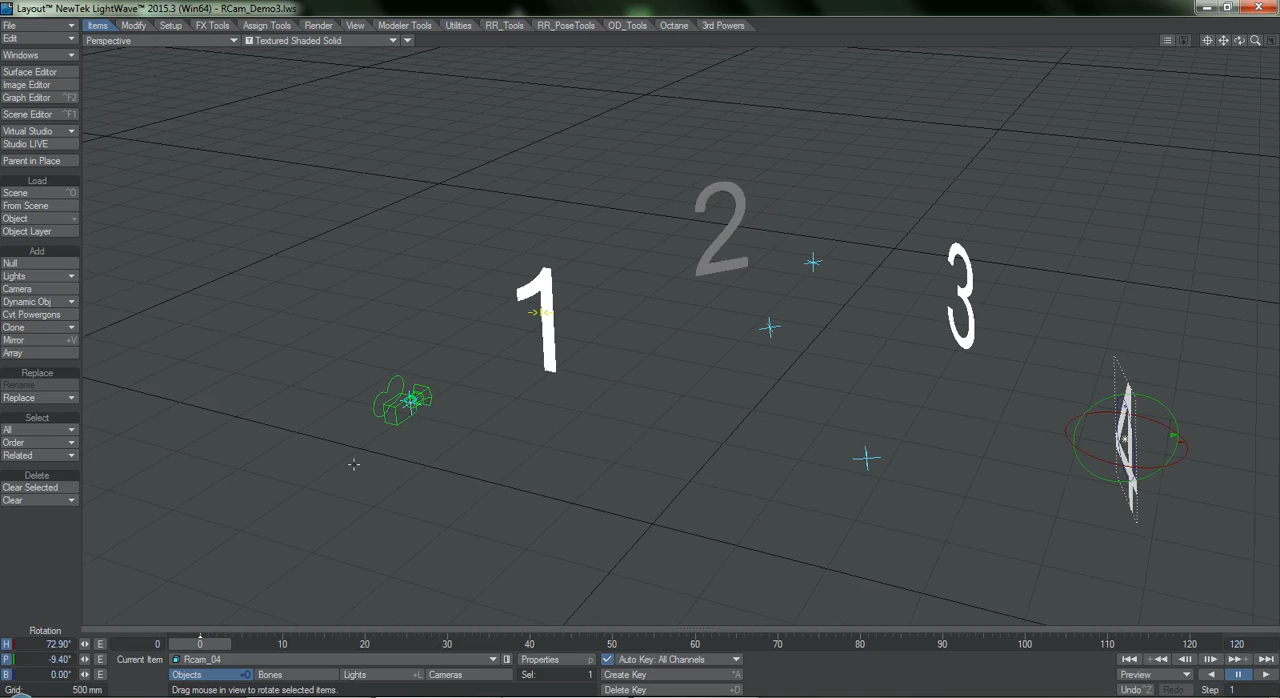 Layout™ NewTek LightWave™ 2015.3 (Win64) - RCam_Demo3.lws
File Items Modify Setup FX Tools Assign Tools Render View Modeler Tools Utilities RR_Tools RR_PoseTools OD_Tools Octane 3rd Powers
Edit Perspective Textured Shaded Solid
Windows
Surface Editor
Image Editor
Graph Editor ^F2
Scene Editor ^F1
Virtual Studio
Studio LIVE
Parent in Place
Load
Scene ^O
From Scene
Object +
Object Layer
Add
Null
Lights
Camera
Dynamic Obj
Cvt Powergons
Clone
Mirror +V
Array
Replace
Rename
Replace
Select
All
Order
Related
Delete
Clear Selected
Clear
1
2
3
Rotation
H 72.90° E 0 0 10 20 30 40 50 60 70 80 90 100 110 120 120
P -9.40° E Current Item Rcam_04 Properties p Auto Key: All Channels
B 0.00° E Objects +O Bones Lights +L Cameras Sel: 1 Create Key ^A Preview
Grid: 500 mm Drag mouse in view to rotate selected items. Delete Key +D Undo ^Z Redo Step 1